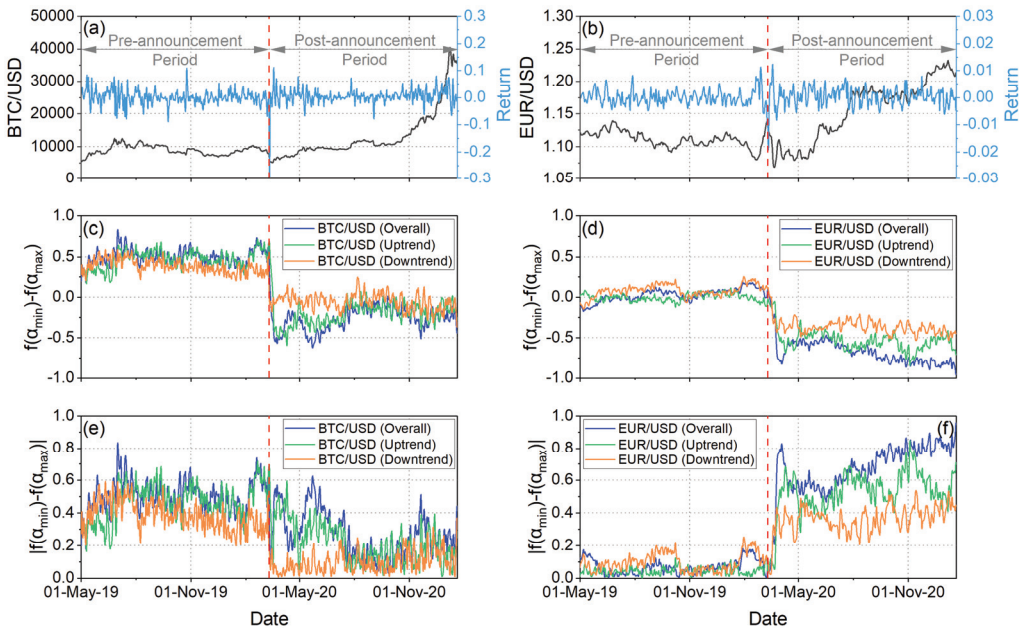 (a)
Pre-announcement
Period
Post-announcement
Period
BTC/USD
50000
40000
30000
20000
10000
0
0.3
0.2
0.1
0.0
-0.1
-0.2
-0.3
Return
(b)
Pre-announcement
Period
Post-announcement
Period
EUR/USD
1.30
1.25
1.20
1.15
1.10
1.05
0.03
0.02
0.01
0.00
-0.01
-0.02
-0.03
Return
(c)
BTC/USD (Overall)
BTC/USD (Uptrend)
BTC/USD (Downtrend)
f(αmin)-f(αmax)
1.0
0.5
0.0
-0.5
-1.0
(d)
EUR/USD (Overall)
EUR/USD (Uptrend)
EUR/USD (Downtrend)
f(αmin)-f(αmax)
1.0
0.5
0.0
-0.5
-1.0
(e)
BTC/USD (Overall)
BTC/USD (Uptrend)
BTC/USD (Downtrend)
|f(αmin)-f(αmax)|
1.0
0.8
0.6
0.4
0.2
0.0
01-May-19
01-Nov-19
01-May-20
01-Nov-20
Date
(f)
EUR/USD (Overall)
EUR/USD (Uptrend)
EUR/USD (Downtrend)
|f(αmin)-f(αmax)|
1.0
0.8
0.6
0.4
0.2
0.0
01-May-19
01-Nov-19
01-May-20
01-Nov-20
Date